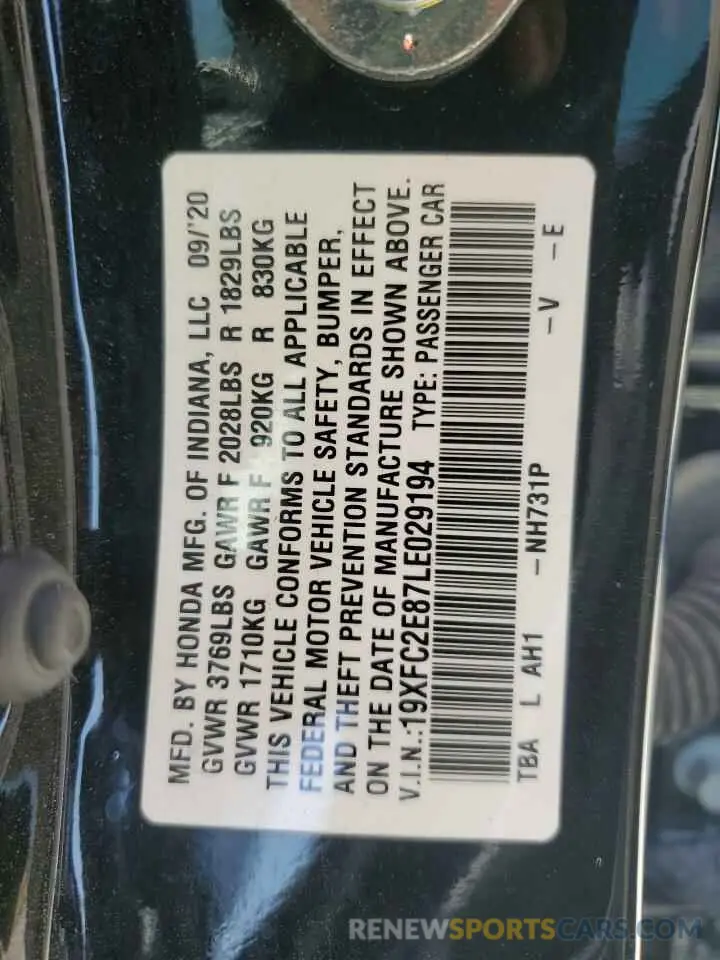 MFD. BY HONDA MFG. OF INDIANA, LLC 09/'20
GVWR 3769LBS GAWR F 2028LBS R 1829LBS
GVWR 1710KG GAWR F 920KG R 830KG
THIS VEHICLE CONFORMS TO ALL APPLICABLE
FEDERAL MOTOR VEHICLE SAFETY, BUMPER,
AND THEFT PREVENTION STANDARDS IN EFFECT
ON THE DATE OF MANUFACTURE SHOWN ABOVE.
V.I.N.:19XFC2E87LE029194 TYPE: PASSENGER CAR
TBA L AH1 -NH731P -V -E
RENEWSPORTSCARS.COM